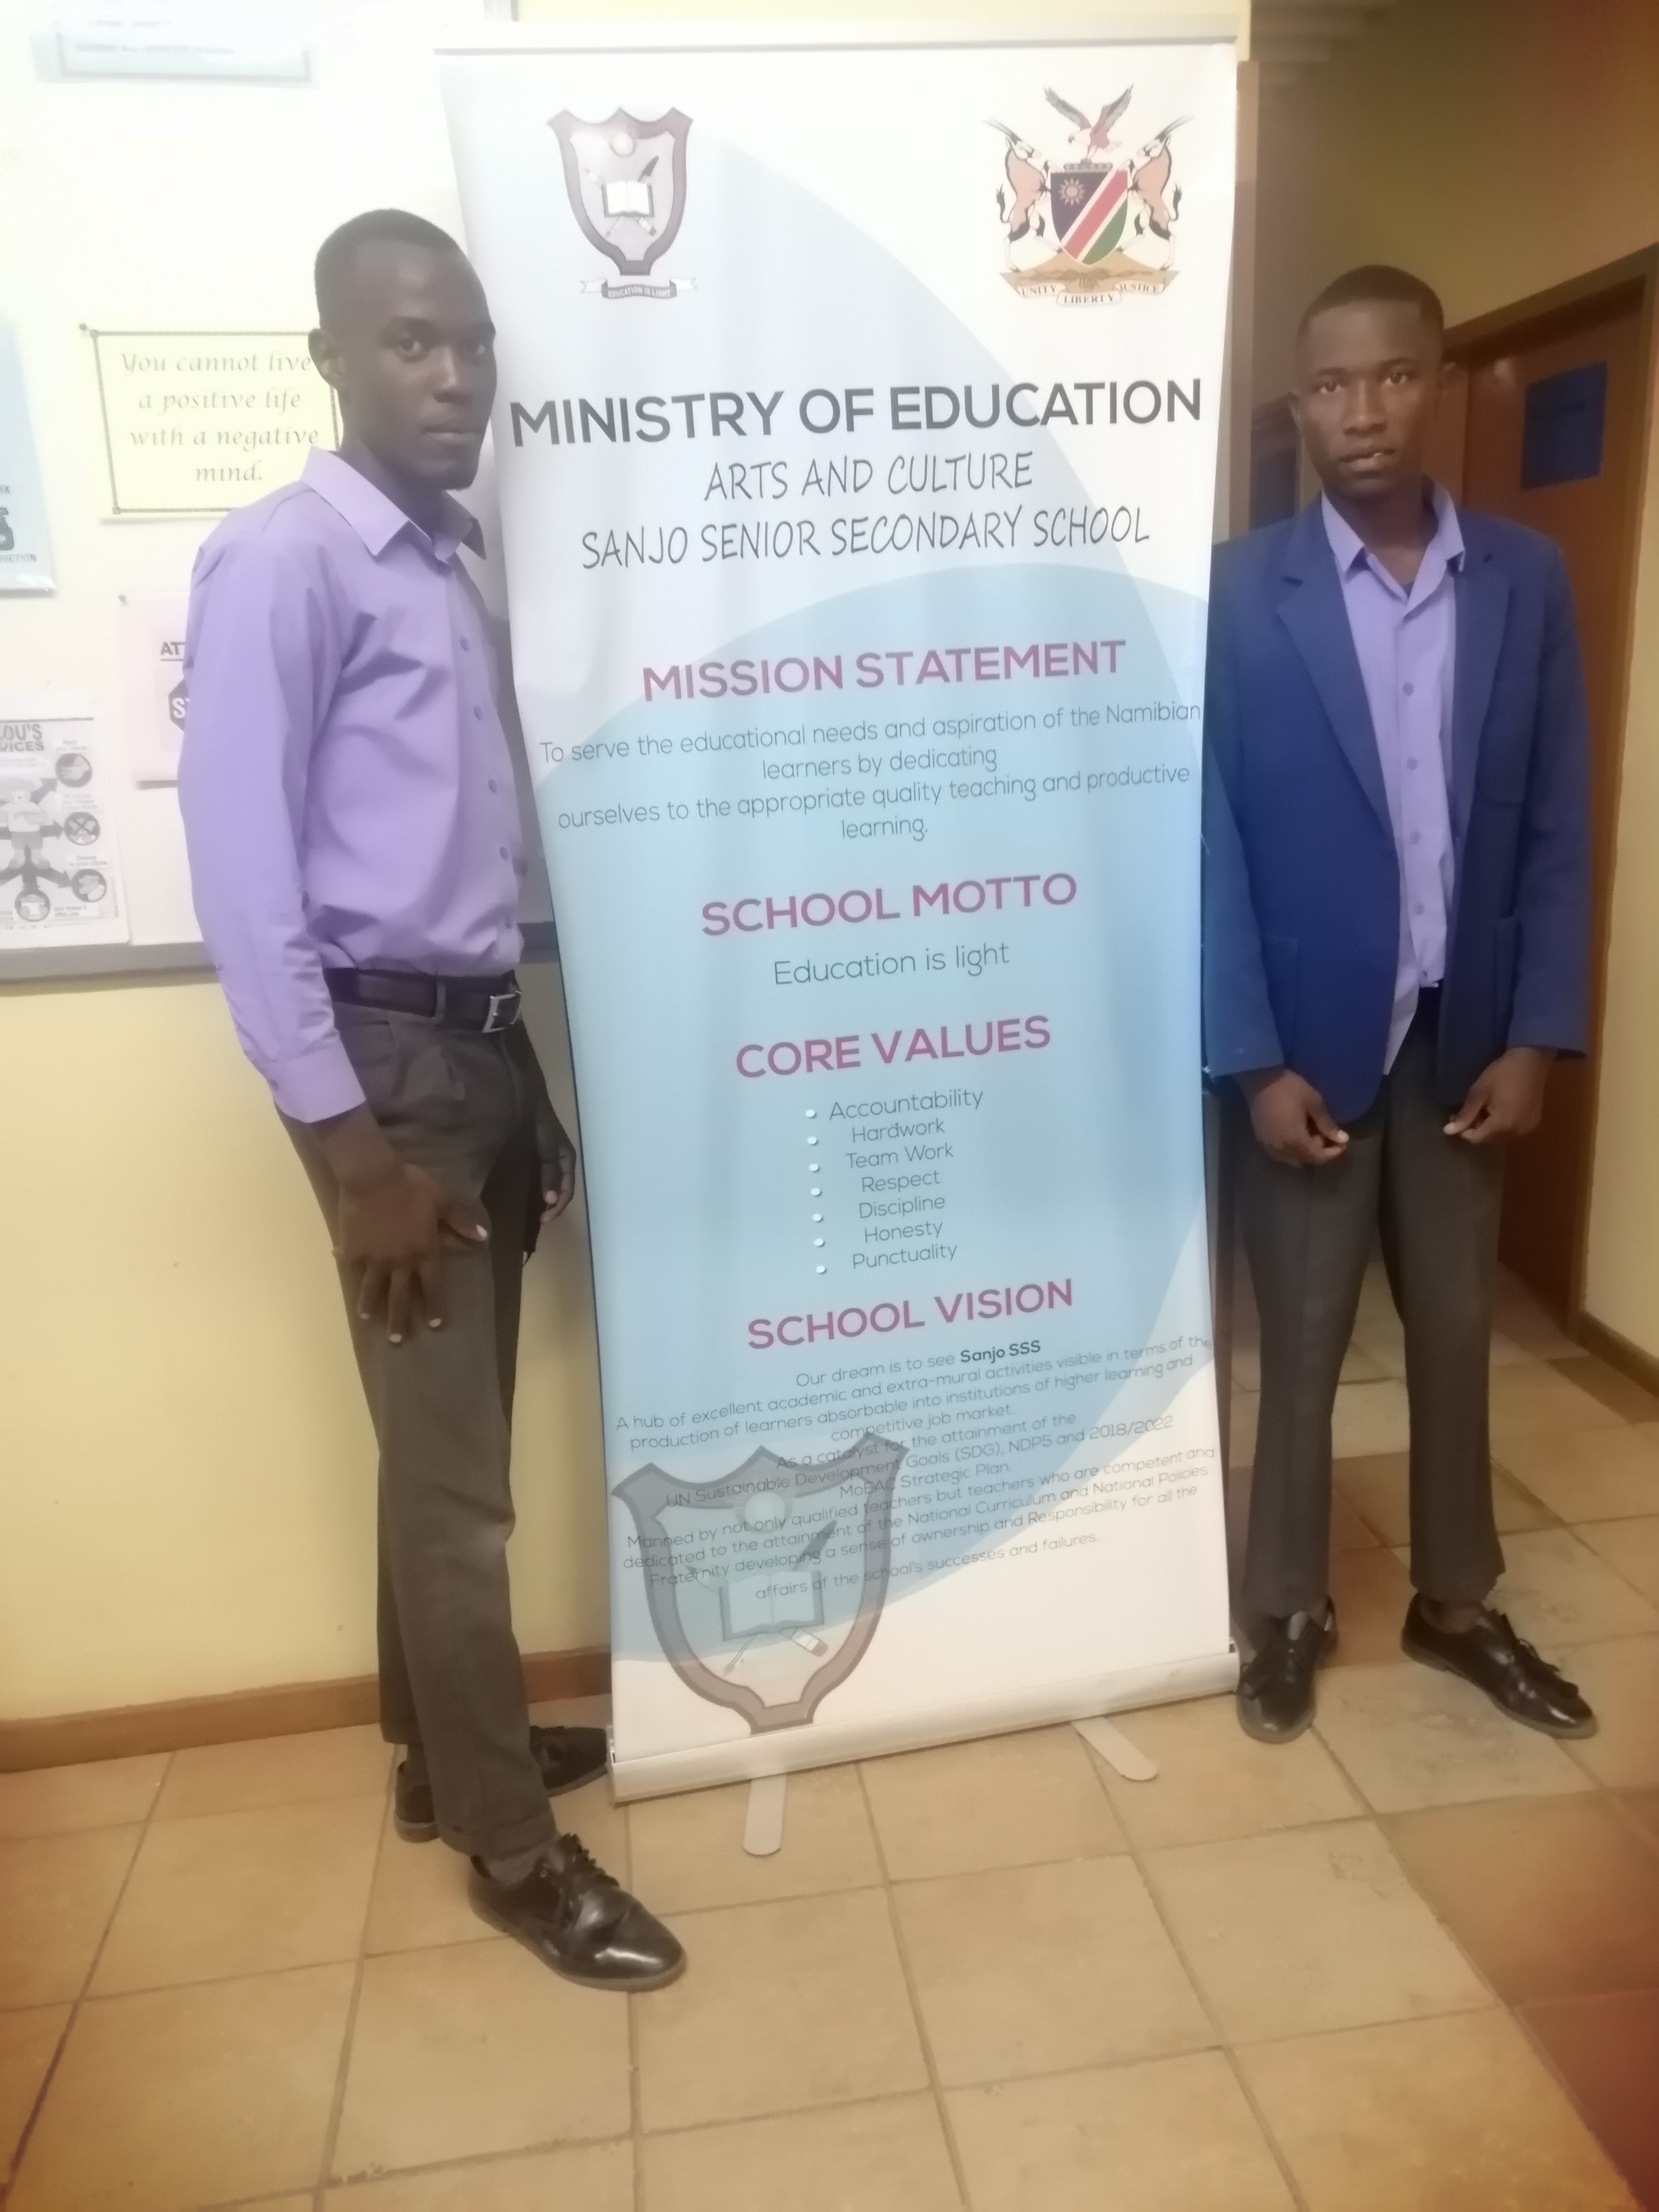 EDUCATION IS LIGHT
UNITY LIBERTY JUSTICE
MINISTRY OF EDUCATION
ARTS AND CULTURE
SANJO SENIOR SECONDARY SCHOOL
MISSION STATEMENT
To serve the educational needs and aspiration of the Namibian
learners by dedicating
ourselves to the appropriate quality teaching and productive
learning.
SCHOOL MOTTO
Education is light
CORE VALUES
• Accountability
• Hardwork
• Team Work
• Respect
• Discipline
• Honesty
• Punctuality
SCHOOL VISION
Our dream is to see Sanjo SSS
A hub of excellent academic and extra-mural activities visible in terms of the
production of learners absorbable into institutions of higher learning and
competitive job market.
As a catalyst for the attainment of the
UN Sustainable Development Goals (SDG), NDP5 and 2018/2022
MoEAC Strategic Plan
Manned by not only qualified teachers but teachers who are competent and
dedicated to the attainment of the National Curriculum and National Policies.
Fraternity developing a sense of ownership and Responsibility for all the
affairs of the school's successes and failures.
You cannot live
a positive life
with a negative
mind.
AT
ST
LOU'S
VICES